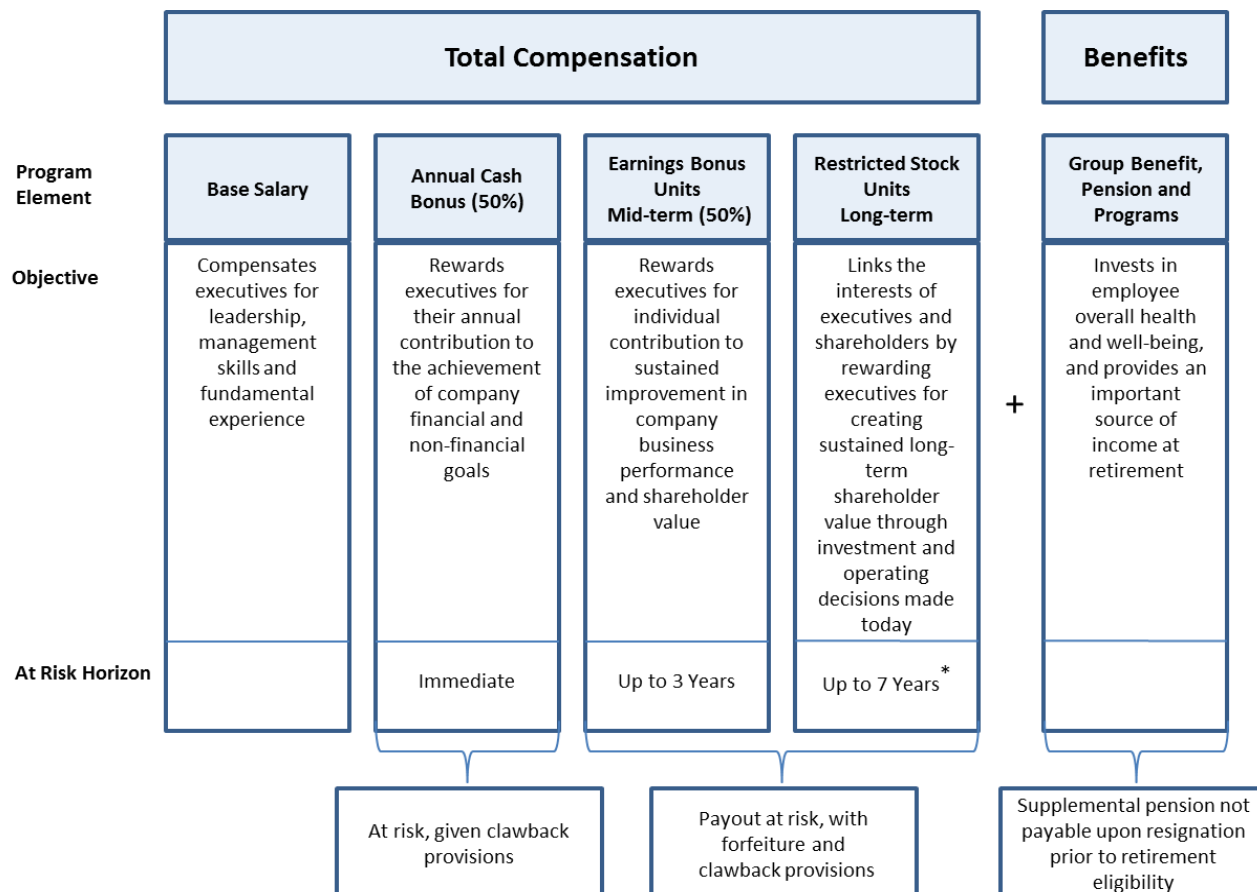 Total Compensation
Benefits
Program
Element
Base Salary
Annual Cash
Bonus (50%)
Earnings Bonus
Units
Mid-term (50%)
Restricted Stock
Units
Long-term
Group Benefit,
Pension and
Programs
Objective
Compensates
executives for
leadership,
management
skills and
fundamental
experience
Rewards
executives for
their annual
contribution to
the achievement
of company
financial and
non-financial
goals
Rewards
executives for
individual
contribution to
sustained
improvement in
company
business
performance
and shareholder
value
Links the
interests of
executives and
shareholders by
rewarding
executives for
creating
sustained long-
term
shareholder
value through
investment and
operating
decisions made
today
+
Invests in
employee
overall health
and well-being,
and provides an
important
source of
income at
retirement
At Risk Horizon
Immediate
Up to 3 Years
Up to 7 Years*
At risk, given clawback
provisions
Payout at risk, with
forfeiture and
clawback provisions
Supplemental pension not
payable upon resignation
prior to retirement
eligibility